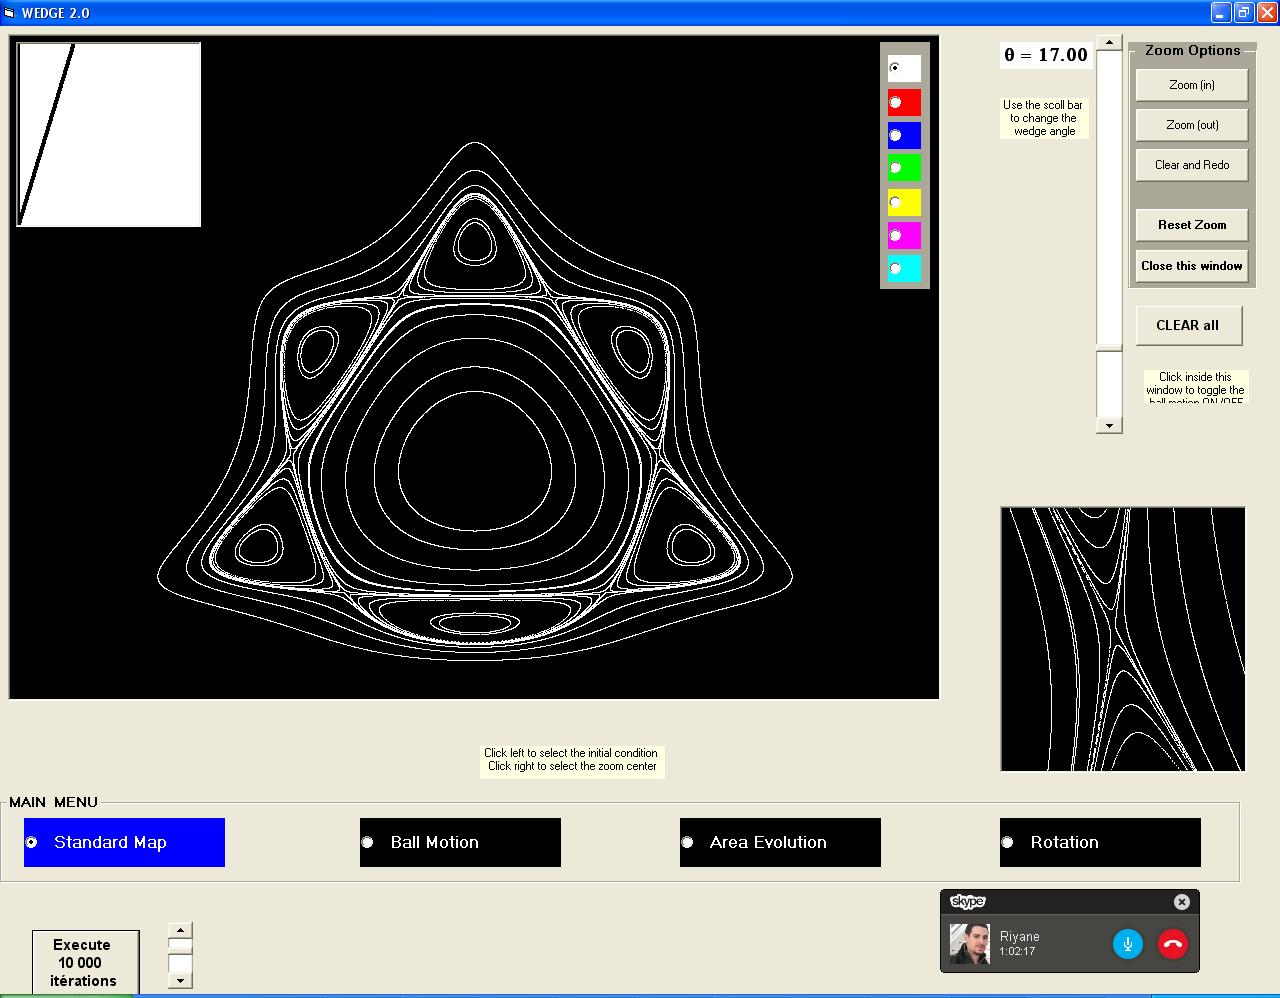 WEDGE 2.0
θ = 17.00
Use the scoll bar
to change the
wedge angle
Zoom Options
Zoom (in)
Zoom (out)
Clear and Redo
Reset Zoom
Close this window
CLEAR all
Click inside this
window to toggle the
ball motion ON/OFF
Click left to select the initial condition
Click right to select the zoom center
MAIN MENU
Standard Map
Ball Motion
Area Evolution
Rotation
skype
Riyane
1:02:17
Execute
10 000
itérations